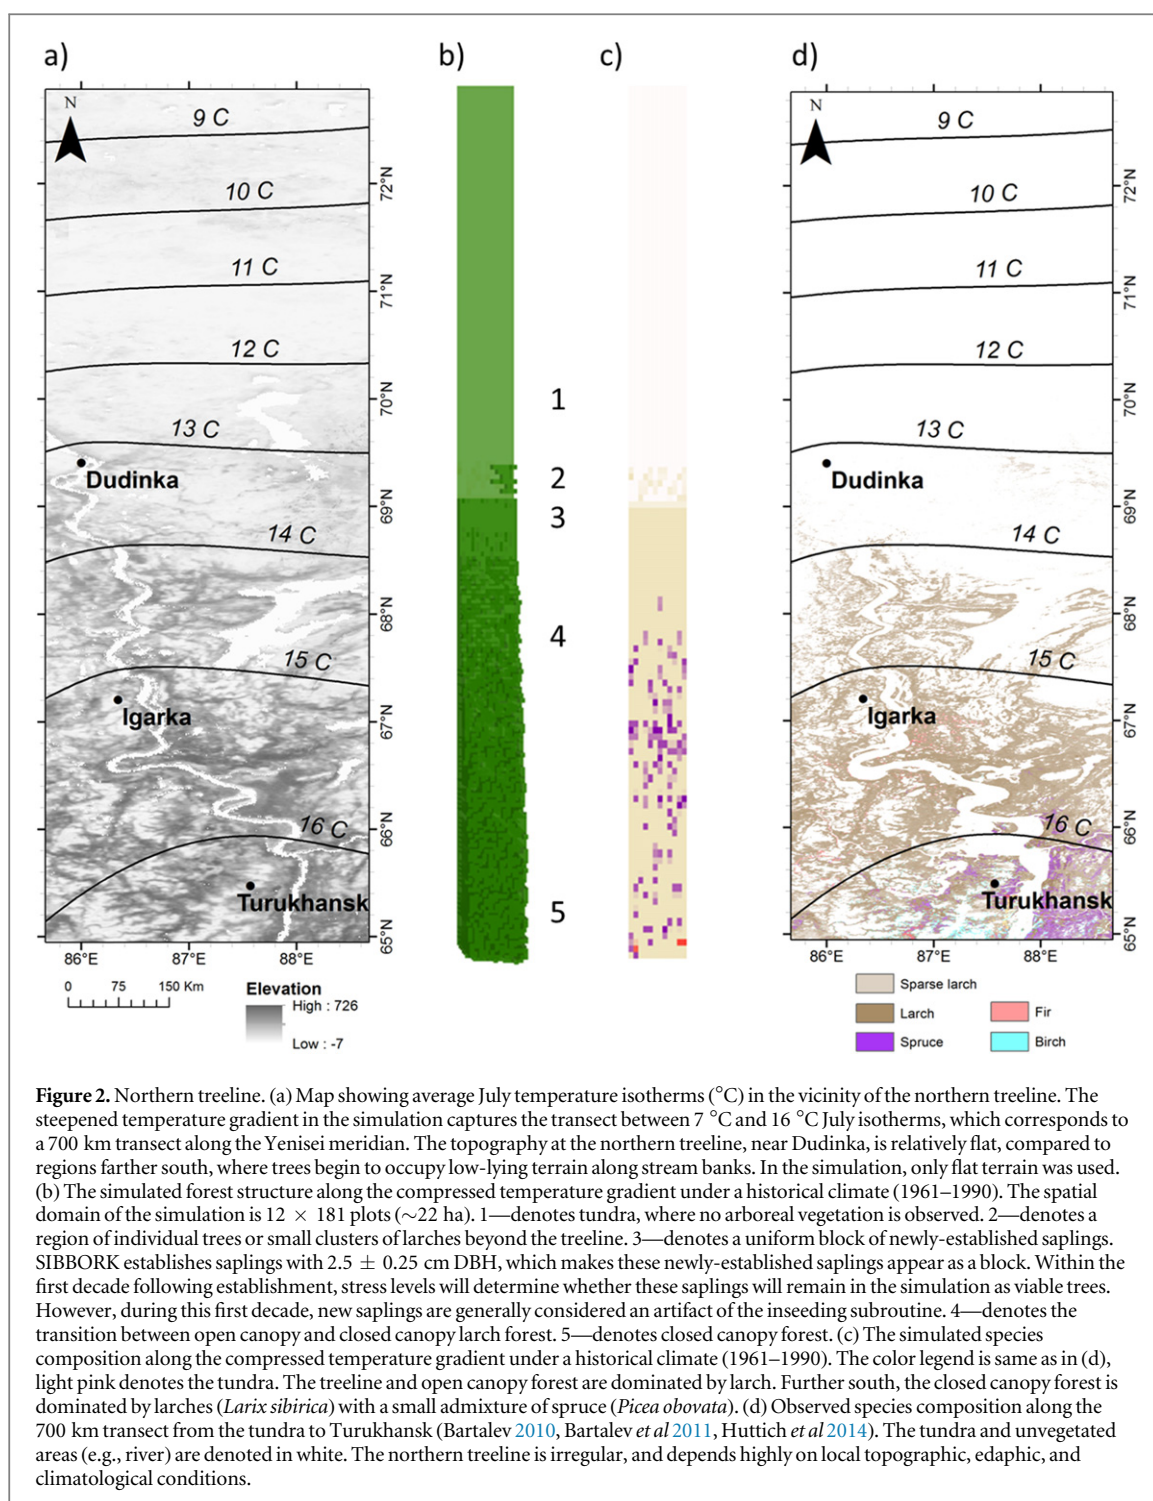 a)
b)
c)
d)
N
9 C
10 C
11 C
12 C
13 C
Dudinka
14 C
15 C
Igarka
16 C
Turukhansk
72°N
71°N
70°N
69°N
68°N
67°N
66°N
65°N
86°E
87°E
88°E
0 75 150 Km
Elevation
High : 726
Low : -7
1
2
3
4
5
N
9 C
10 C
11 C
12 C
13 C
Dudinka
14 C
15 C
Igarka
16 C
Turukhansk
72°N
71°N
70°N
69°N
68°N
67°N
66°N
65°N
86°E
87°E
88°E
Sparse larch
Larch
Spruce
Fir
Birch
Figure 2. Northern treeline. (a) Map showing average July temperature isotherms (°C) in the vicinity of the northern treeline. The
steepened temperature gradient in the simulation captures the transect between 7 °C and 16 °C July isotherms, which corresponds to
a 700 km transect along the Yenisei meridian. The topography at the northern treeline, near Dudinka, is relatively flat, compared to
regions farther south, where trees begin to occupy low-lying terrain along stream banks. In the simulation, only flat terrain was used.
(b) The simulated forest structure along the compressed temperature gradient under a historical climate (1961–1990). The spatial
domain of the simulation is 12 × 181 plots (~22 ha). 1—denotes tundra, where no arboreal vegetation is observed. 2—denotes a
region of individual trees or small clusters of larches beyond the treeline. 3—denotes a uniform block of newly-established saplings.
SIBBORK establishes saplings with 2.5 ± 0.25 cm DBH, which makes these newly-established saplings appear as a block. Within the
first decade following establishment, stress levels will determine whether these saplings will remain in the simulation as viable trees.
However, during this first decade, new saplings are generally considered an artifact of the inseeding subroutine. 4—denotes the
transition between open canopy and closed canopy larch forest. 5—denotes closed canopy forest. (c) The simulated species
composition along the compressed temperature gradient under a historical climate (1961–1990). The color legend is same as in (d),
light pink denotes the tundra. The treeline and open canopy forest are dominated by larch. Further south, the closed canopy forest is
dominated by larches (Larix sibirica) with a small admixture of spruce (Picea obovata). (d) Observed species composition along the
700 km transect from the tundra to Turukhansk (Bartalev 2010, Bartalev et al 2011, Huttich et al 2014). The tundra and unvegetated
areas (e.g., river) are denoted in white. The northern treeline is irregular, and depends highly on local topographic, edaphic, and
climatological conditions.